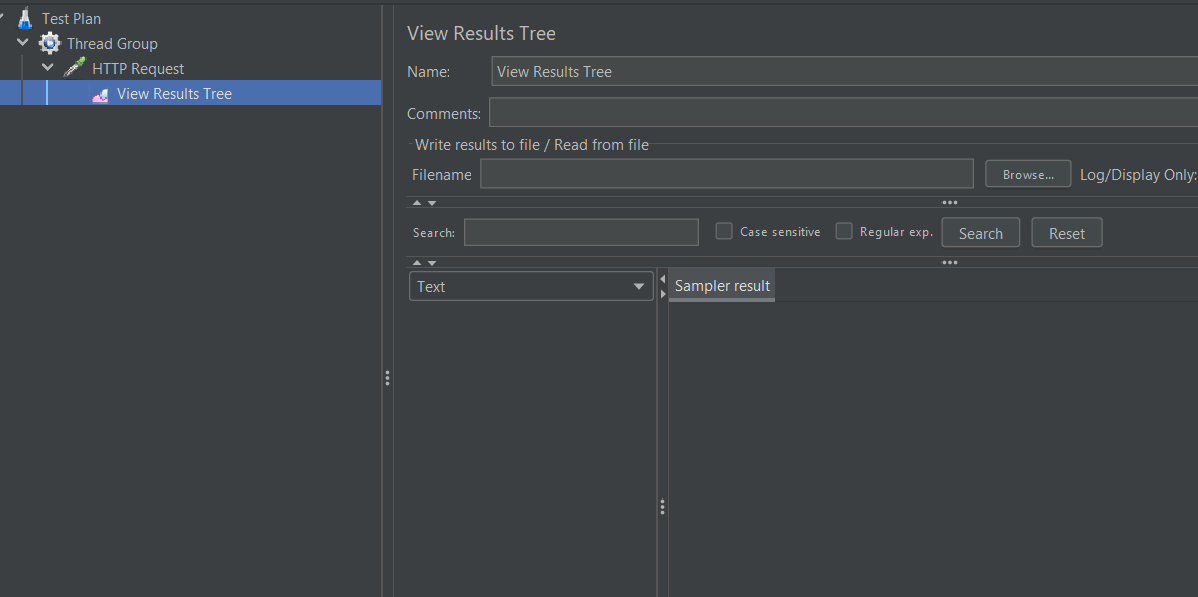 Test Plan
Thread Group
HTTP Request
View Results Tree
View Results Tree
Name: View Results Tree
Comments:
Write results to file / Read from file
Filename Browse... Log/Display Only:
Search: Case sensitive Regular exp. Search Reset
Text Sampler result